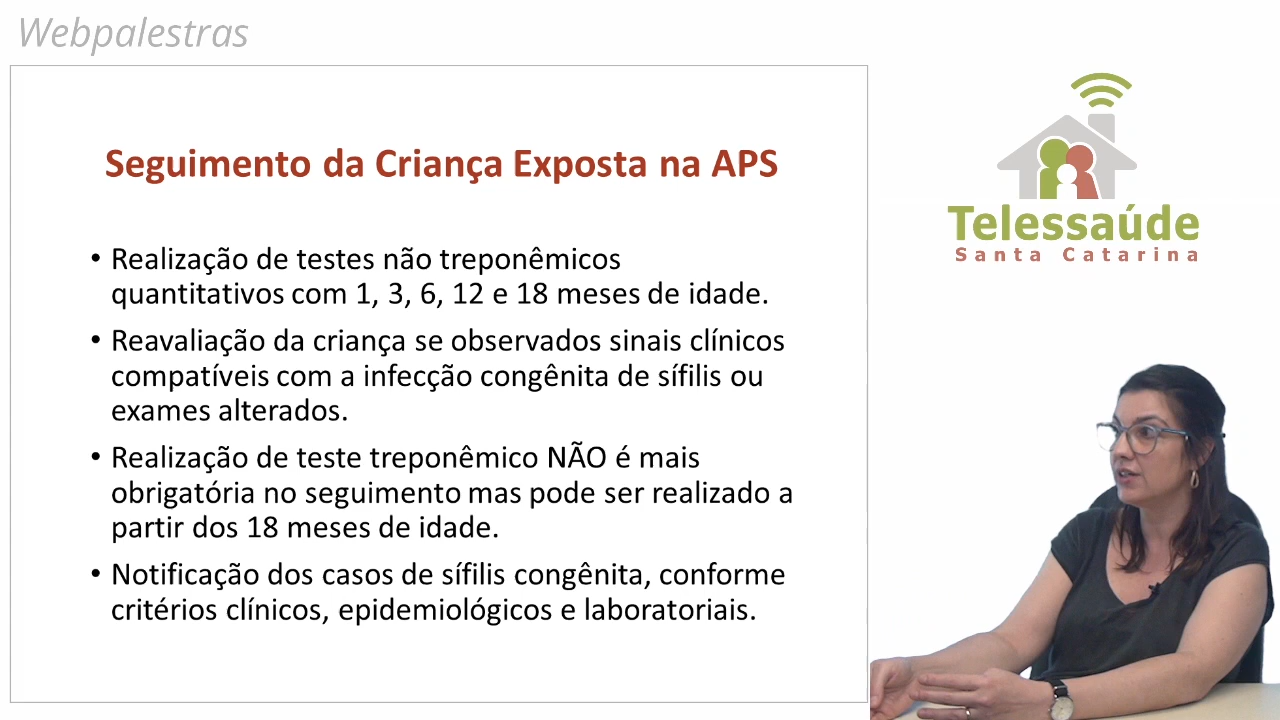 Webpalestras
Seguimento da Criança Exposta na APS
• Realização de testes não treponêmicos
quantitativos com 1, 3, 6, 12 e 18 meses de idade.
• Reavaliação da criança se observados sinais clínicos
compatíveis com a infecção congênita de sífilis ou
exames alterados.
• Realização de teste treponêmico NÃO é mais
obrigatória no seguimento mas pode ser realizado a
partir dos 18 meses de idade.
• Notificação dos casos de sífilis congênita, conforme
critérios clínicos, epidemiológicos e laboratoriais.
Telessaúde
Santa Catarina